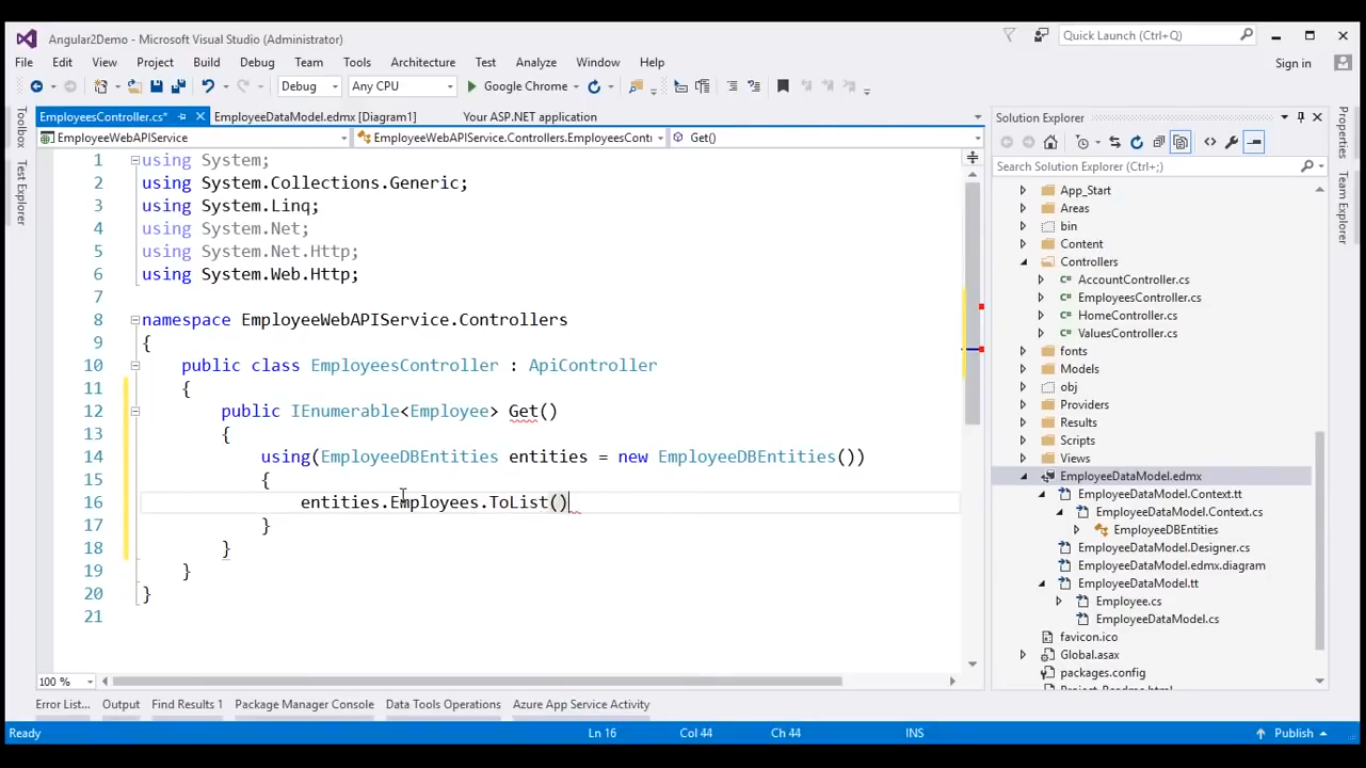 Angular2Demo - Microsoft Visual Studio (Administrator)
Quick Launch (Ctrl+Q)
File Edit View Project Build Debug Team Tools Architecture Test Analyze Window Help
Sign in
Debug Any CPU Google Chrome
Toolbox
Test Explorer
EmployeesController.cs* EmployeeDataModel.edmx [Diagram1] Your ASP.NET application
EmployeeWebAPIService EmployeeWebAPIService.Controllers.EmployeesConti Get()
1 using System;
2 using System.Collections.Generic;
3 using System.Linq;
4 using System.Net;
5 using System.Net.Http;
6 using System.Web.Http;
7
8 namespace EmployeeWebAPIService.Controllers
9 {
10 public class EmployeesController : ApiController
11 {
12 public IEnumerable<Employee> Get()
13 {
14 using(EmployeeDBEntities entities = new EmployeeDBEntities())
15 {
16 entities.Employees.ToList()
17 }
18 }
19 }
20 }
21
100 %
Solution Explorer
Search Solution Explorer (Ctrl+;)
App_Start
Areas
bin
Content
Controllers
AccountController.cs
EmployeesController.cs
HomeController.cs
ValuesController.cs
fonts
Models
obj
Providers
Results
Scripts
Views
EmployeeDataModel.edmx
EmployeeDataModel.Context.tt
EmployeeDataModel.Context.cs
EmployeeDBEntities
EmployeeDataModel.Designer.cs
EmployeeDataModel.edmx.diagram
EmployeeDataModel.tt
Employee.cs
EmployeeDataModel.cs
favicon.ico
Global.asax
packages.config
Project_Readme.html
Properties
Team Explorer
Error List... Output Find Results 1 Package Manager Console Data Tools Operations Azure App Service Activity
Ready Ln 16 Col 44 Ch 44 INS Publish